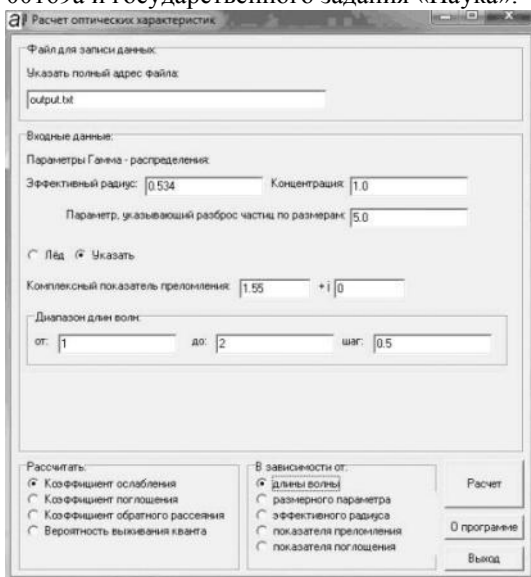 00169а и государственного задания «Наука».
Расчет оптических характеристик
Файл для записи данных:
Указать полный адрес файла:
output.txt
Входные данные:
Параметры Гамма - распределения:
Эффективный радиус: 0.534 Концентрация: 1.0
Параметр, указывающий разброс частиц по размерам: 5.0
Лёд Указать
Комплексный показатель преломления: 1.55 + i 0
Диапазон длин волн:
от: 1 до: 2 шаг: 0.5
Рассчитать:
Коэффициент ослабления
Коэффициент поглощения
Коэффициент обратного рассеяния
Вероятность выживания кванта
В зависимости от:
длины волны
размерного параметра
эффективного радиуса
показателя преломления
показателя поглощения
Расчет
О программе
Выход